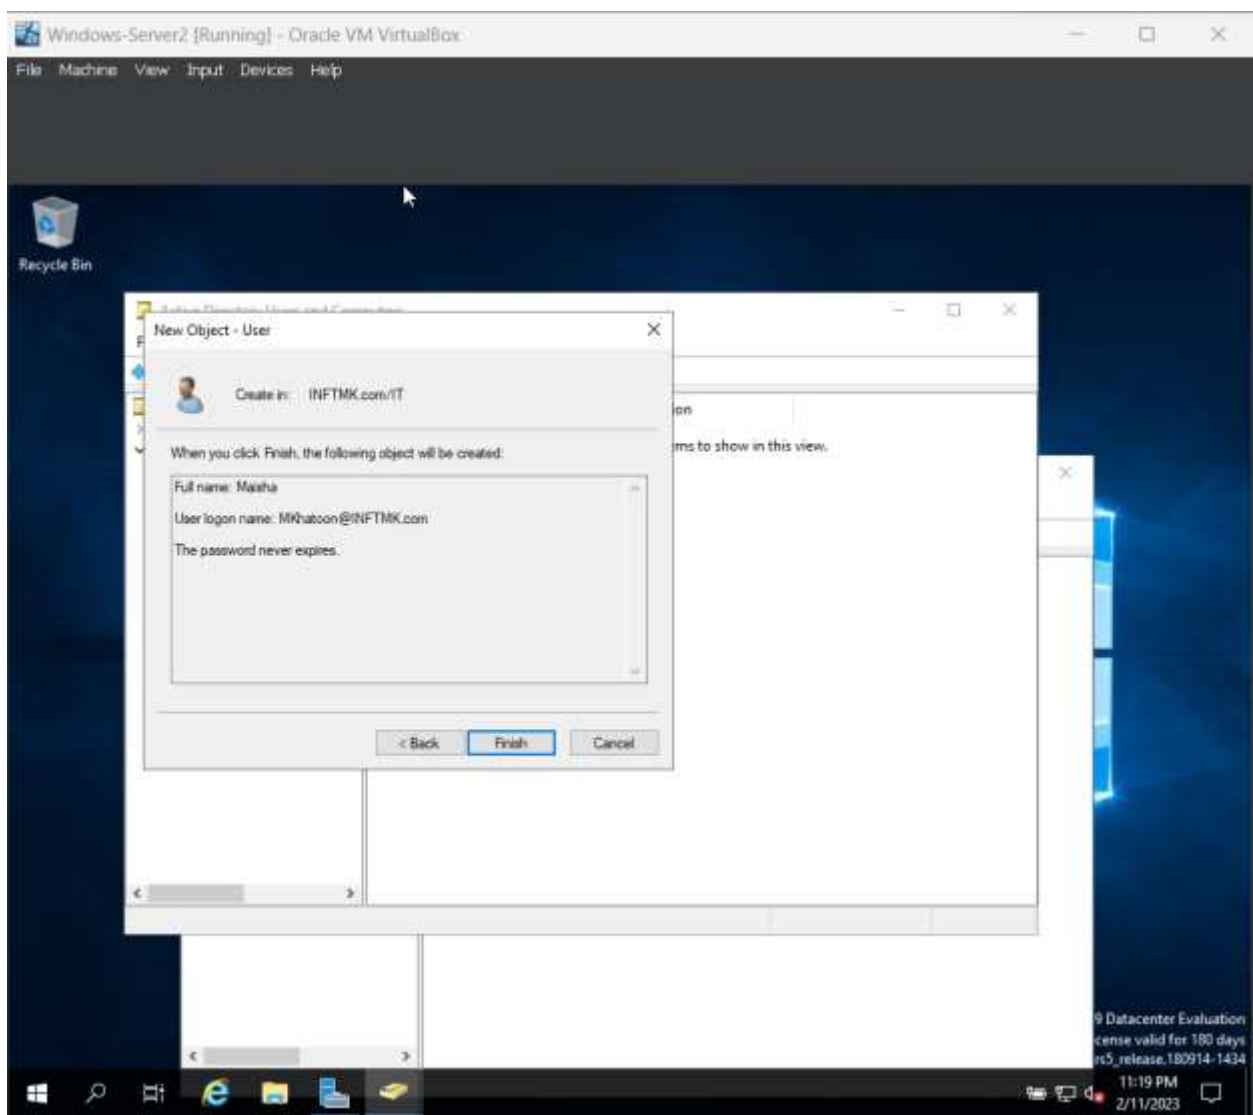 Windows-Server2 [Running] - Oracle VM VirtualBox
File Machine View Input Devices Help
Recycle Bin
New Object - User
Create in: INFTMK.com/IT
ion
When you click Finish, the following object will be created:
ms to show in this view.
Full name: Maisha
User logon name: MKhatoon@INFTMK.com
The password never expires.
< Back Finish Cancel
9 Datacenter Evaluation
cense valid for 180 days
rs5_release.180914-1434
11:19 PM
2/11/2023